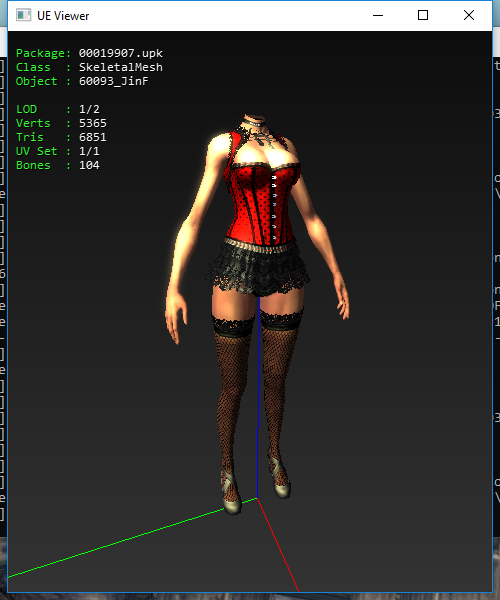 UE Viewer
Package: 00019907.upk
Class : SkeletalMesh
Object : 60093_JinF
LOD : 1/2
Verts : 5365
Tris : 6851
UV Set : 1/1
Bones : 104